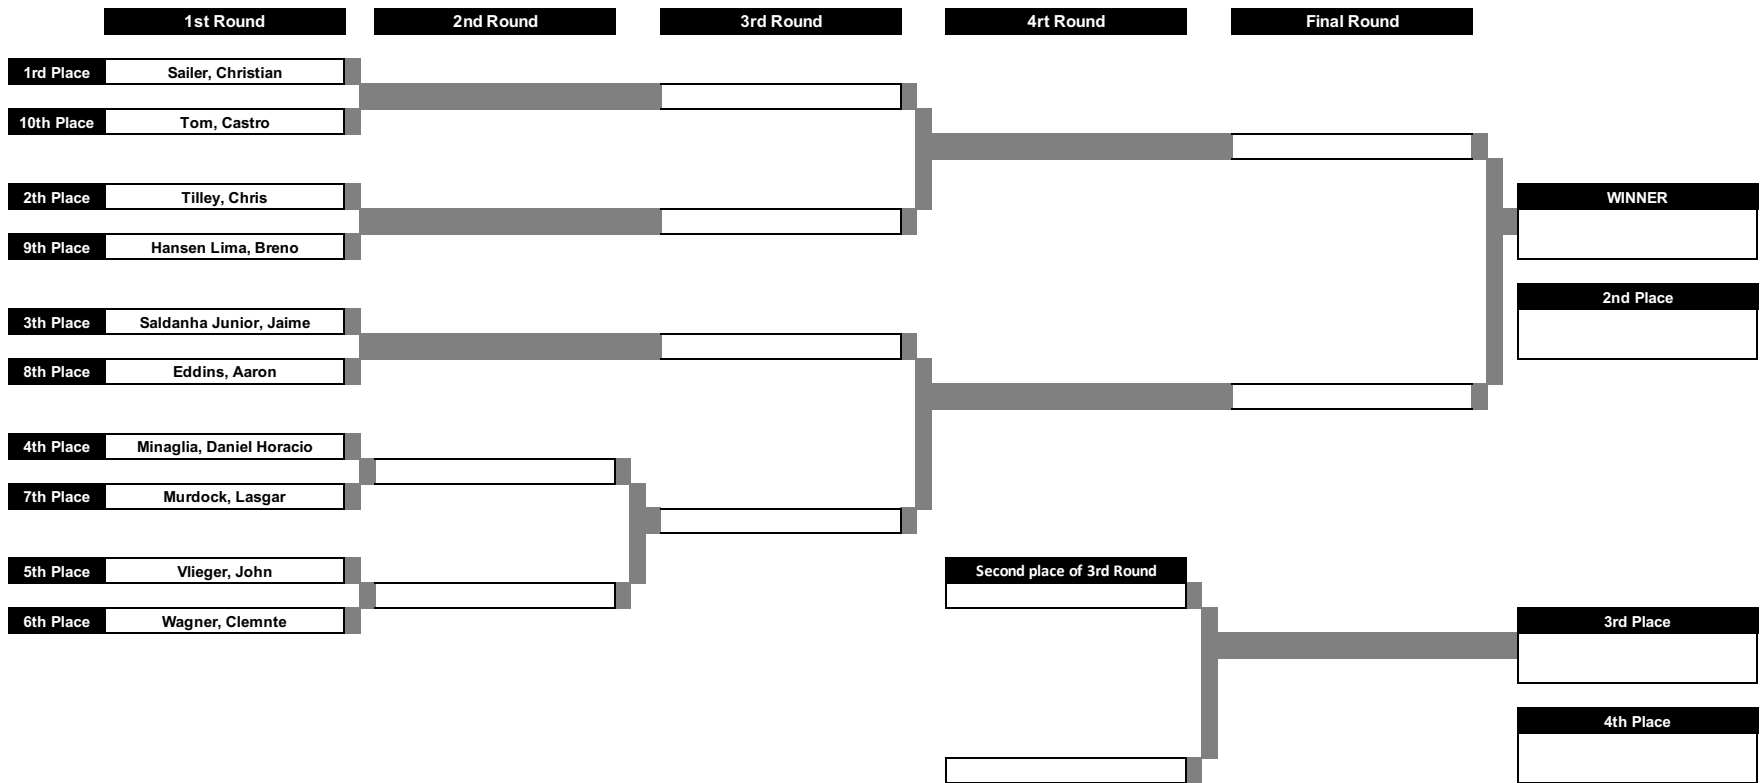 1st Round
2nd Round
3rd Round
4rt Round
Final Round
1rd Place
Sailer, Christian
10th Place
Tom, Castro
2th Place
Tilley, Chris
WINNER
9th Place
Hansen Lima, Breno
2nd Place
3th Place
Saldanha Junior, Jaime
8th Place
Eddins, Aaron
4th Place
Minaglia, Daniel Horacio
7th Place
Murdock, Lasgar
5th Place
Vlieger, John
Second place of 3rd Round
6th Place
Wagner, Clemnte
3rd Place
4th Place